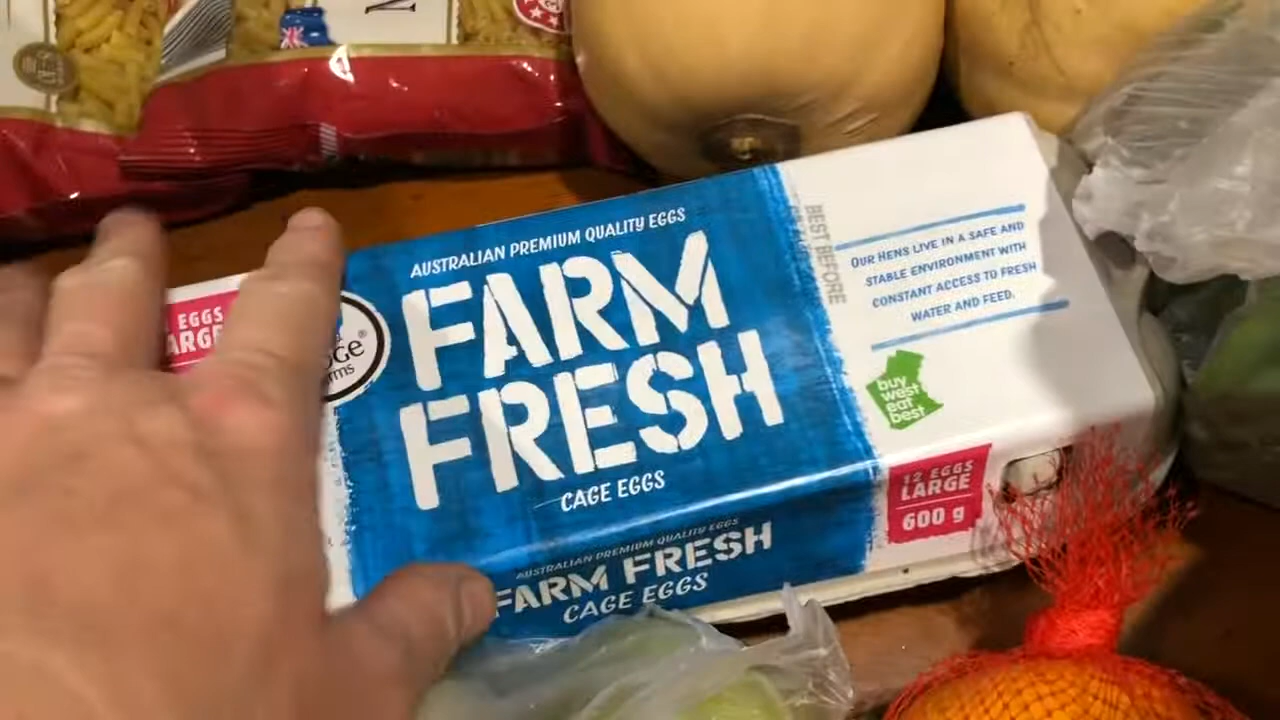 AUSTRALIAN PREMIUM QUALITY EGGS
FARM
FRESH
CAGE EGGS
AUSTRALIAN PREMIUM QUALITY EGGS
FARM FRESH
CAGE EGGS
EGGS
BEST BEFORE
OUR HENS LIVE IN A SAFE AND
STABLE ENVIRONMENT WITH
CONSTANT ACCESS TO FRESH
WATER AND FEED.
buy
west
eat
best
12 EGGS
LARGE
600 g